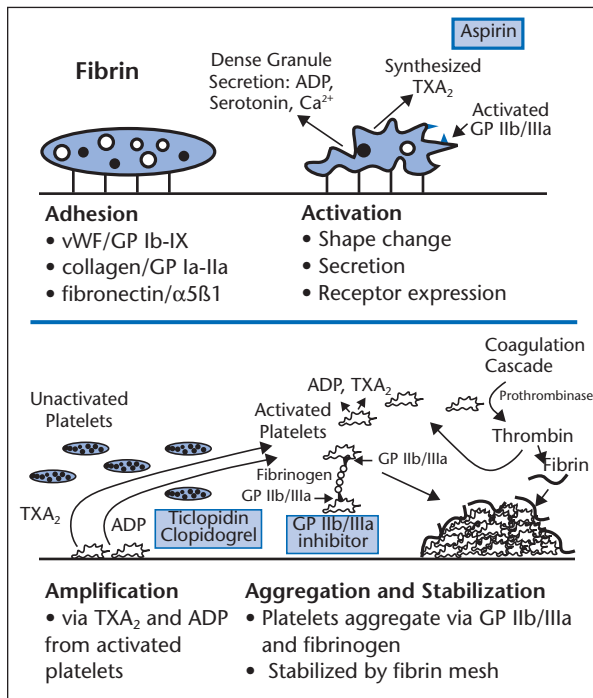 Aspirin
Fibrin
Dense Granule
Secretion: ADP,
Serotonin, Ca²⁺
Synthesized
TXA₂
Activated
GP IIb/IIIa
Adhesion
• vWF/GP Ib-IX
• collagen/GP Ia-IIa
• fibronectin/α5ß1
Activation
• Shape change
• Secretion
• Receptor expression
Unactivated
Platelets
TXA₂
ADP
Ticlopidin
Clopidogrel
ADP, TXA₂
Activated
Platelets
Fibrinogen
GP IIb/IIIa
GP IIb/IIIa
GP IIb/IIIa
inhibitor
Coagulation
Cascade
Prothrombinase
Thrombin
Fibrin
Amplification
• via TXA₂ and ADP
from activated
platelets
Aggregation and Stabilization
• Platelets aggregate via GP IIb/IIIa
and fibrinogen
• Stabilized by fibrin mesh